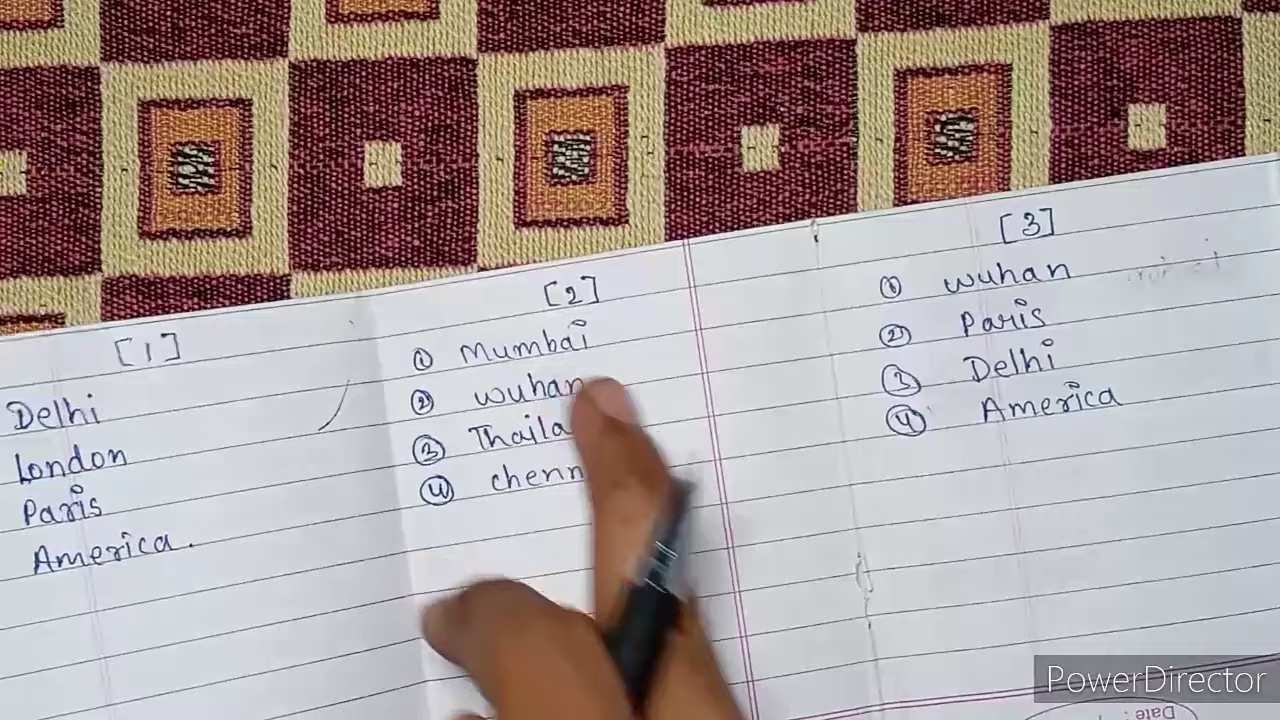 [1]
Delhi
London
Paris
America.
[2]
① Mumbai
② wuhan
③ Thaila
④ chenn
[3]
① wuhan
② Paris
③ Delhi
④ America
PowerDirector
Date :